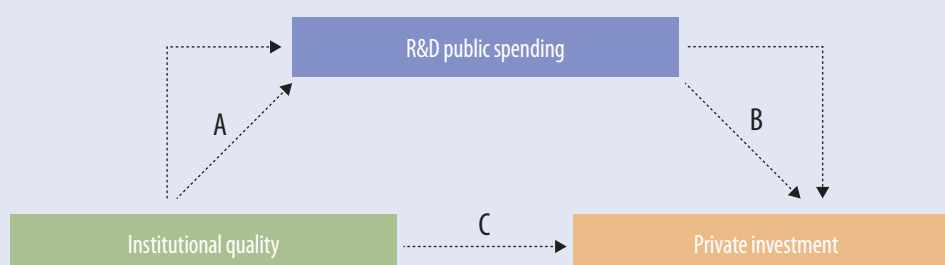 R&D public spending
A
B
C
Institutional quality
Private investment